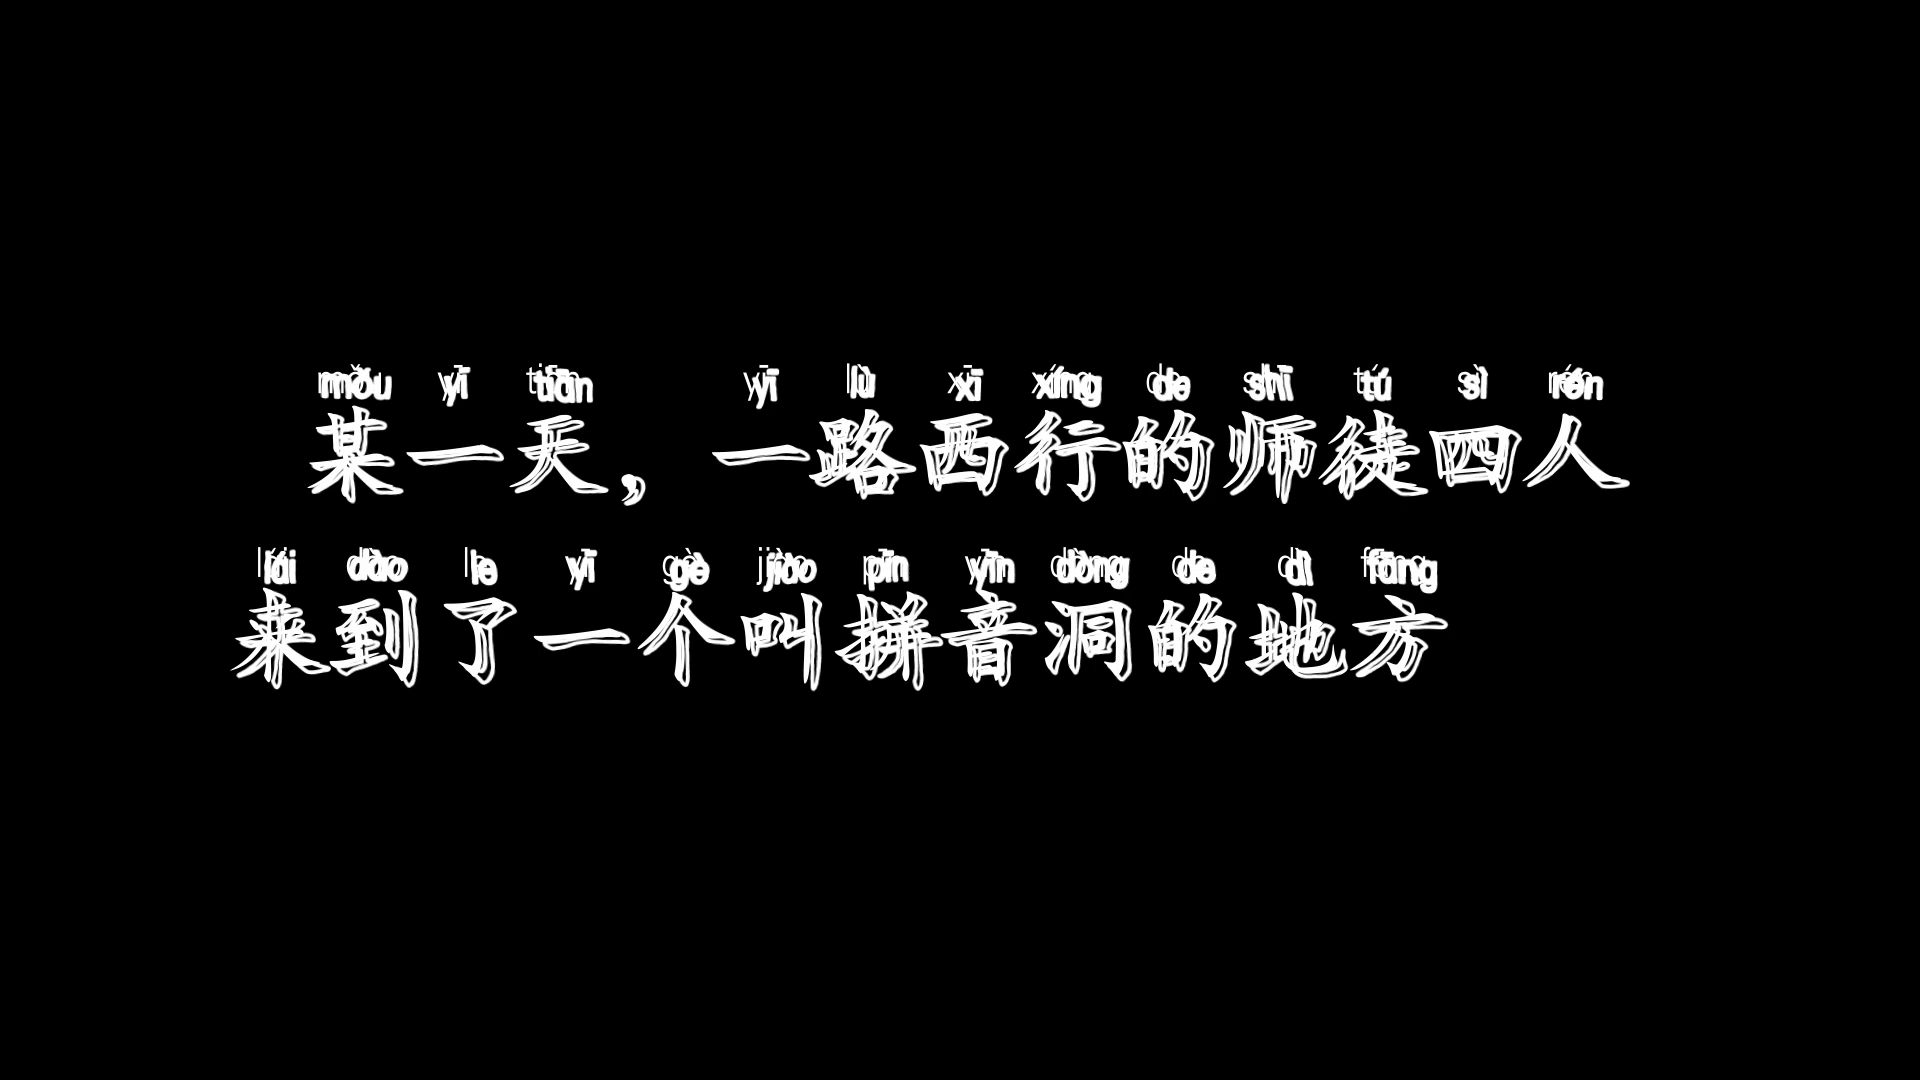 mǒu yī tiān yī lù xī xíng de shī tú sì rén
某一天，一路西行的师徒四人
lái dào le yī gè jiào pīn yīn dòng de dì fāng
来到了一个叫拼音洞的地方